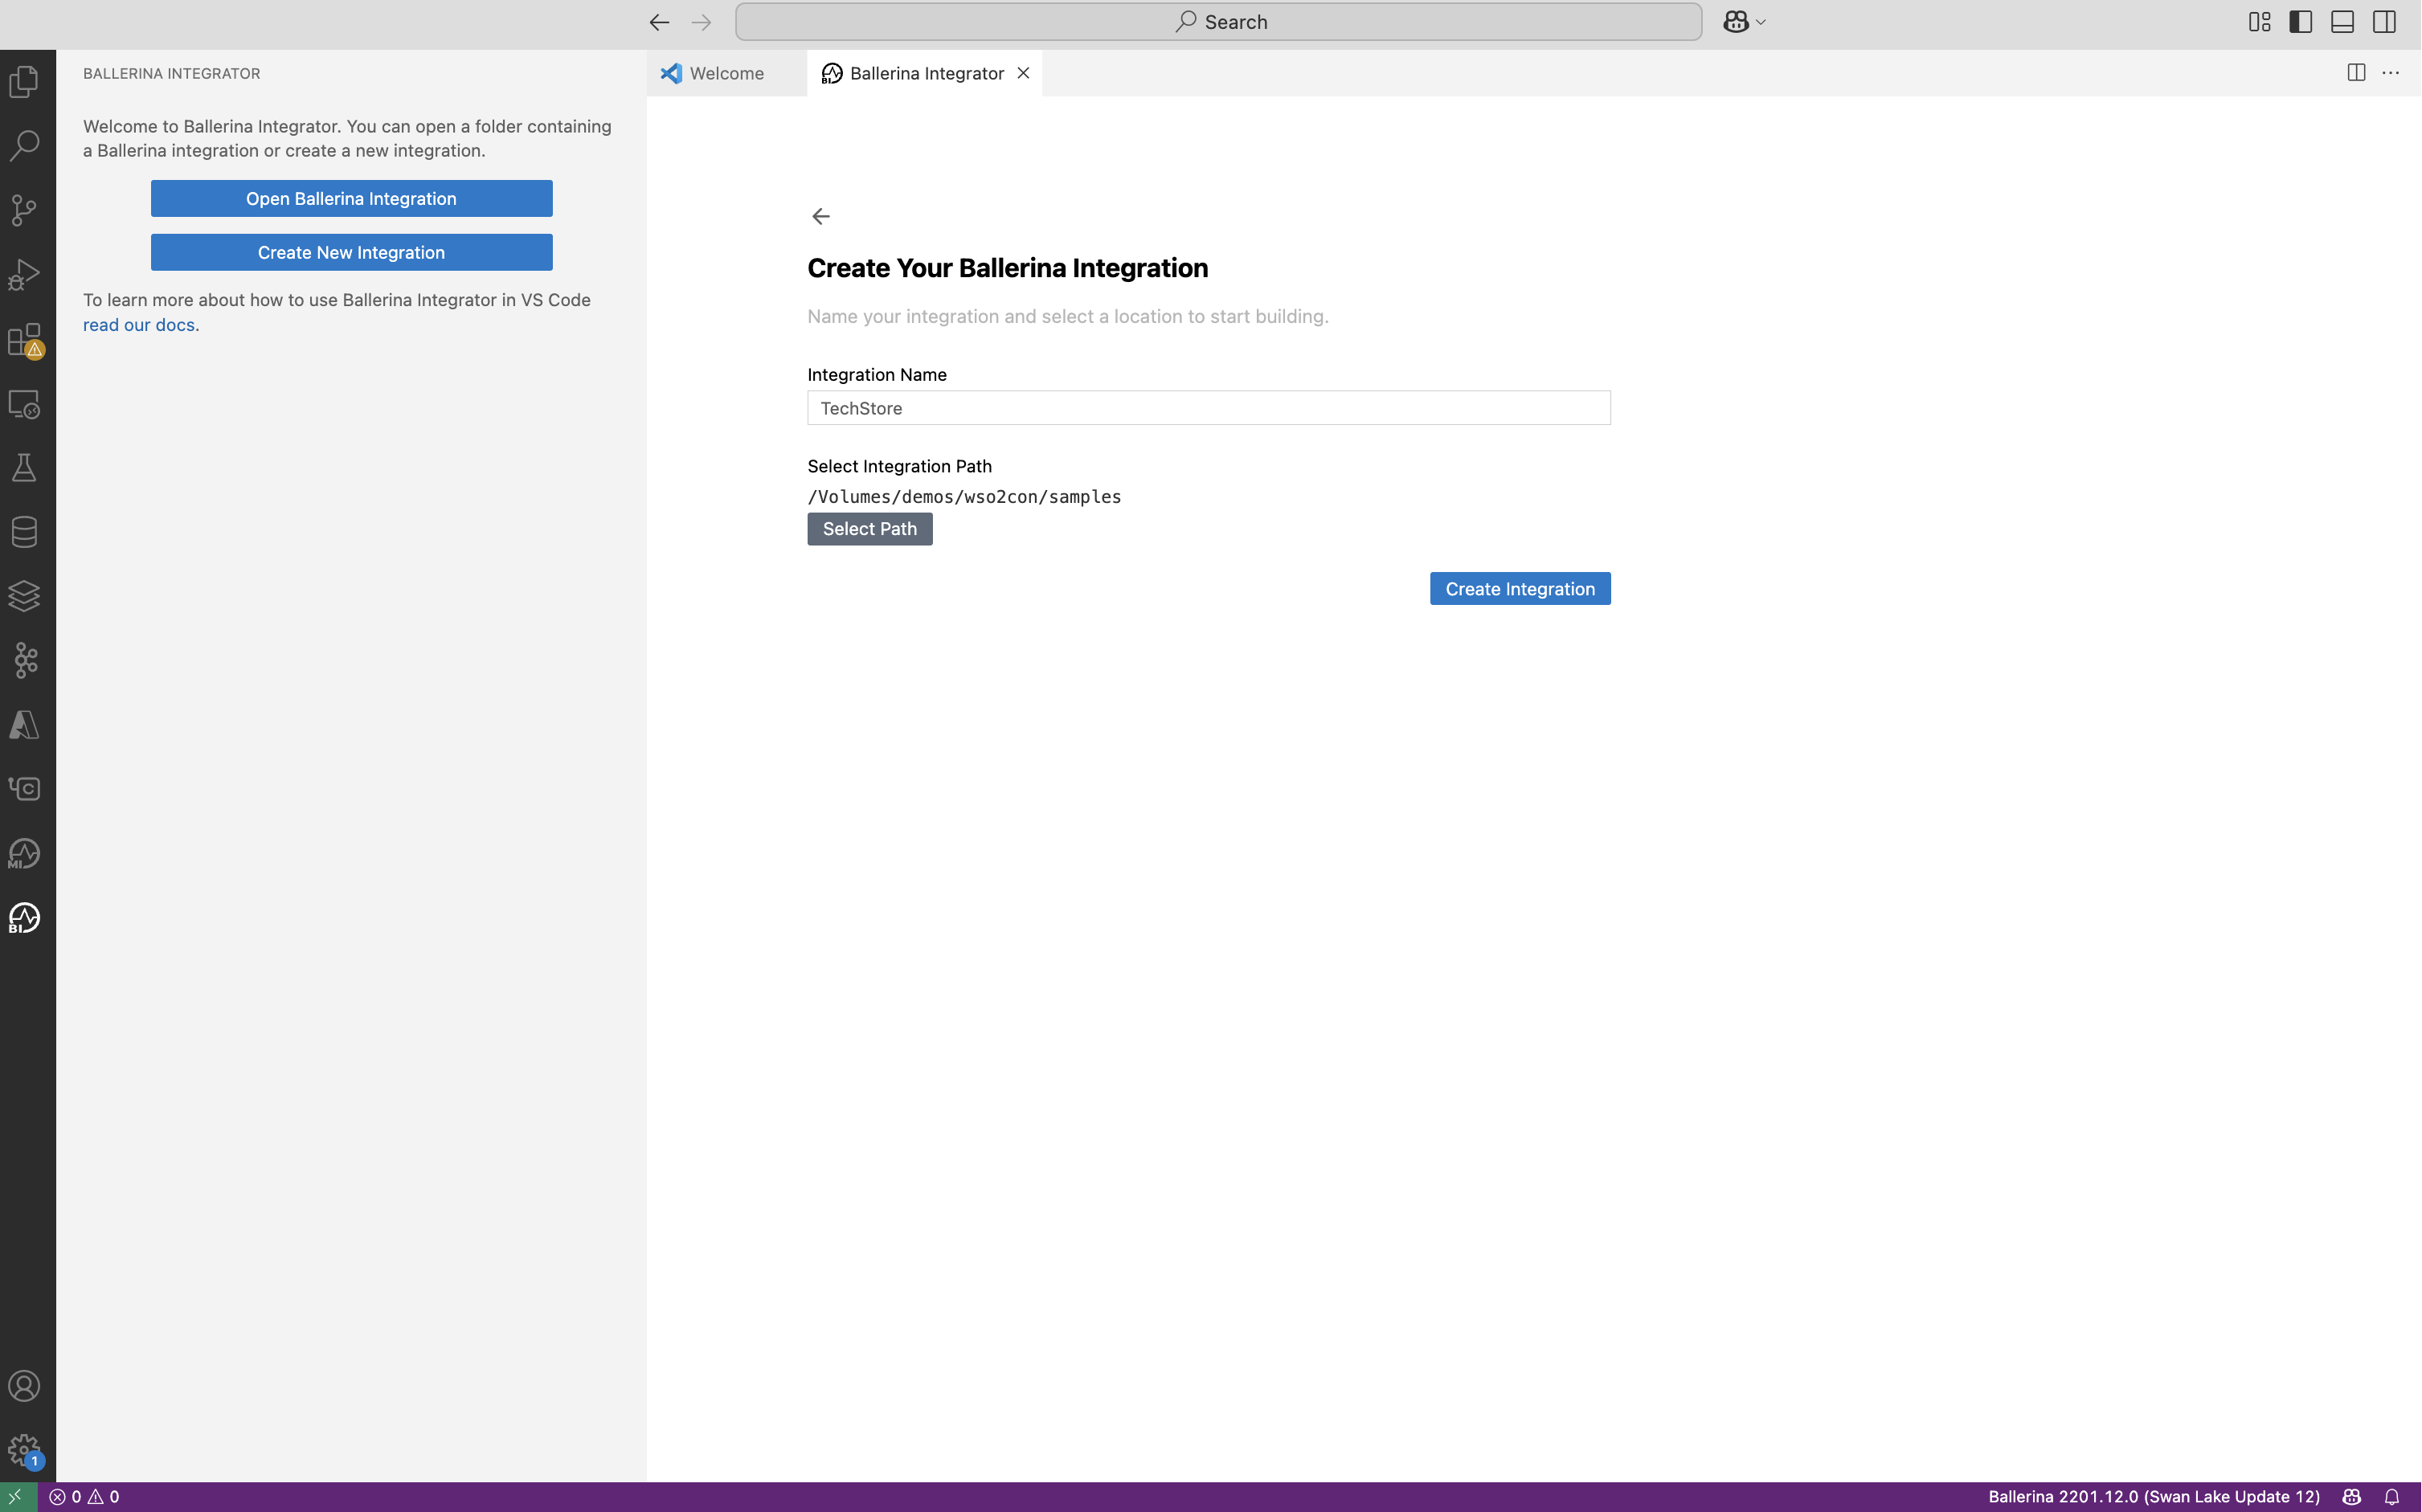 Search
BALLERINA INTEGRATOR
Welcome to Ballerina Integrator. You can open a folder containing
a Ballerina integration or create a new integration.
Open Ballerina Integration
Create New Integration
To learn more about how to use Ballerina Integrator in VS Code
read our docs.
Welcome
BI
Ballerina Integrator
Create Your Ballerina Integration
Name your integration and select a location to start building.
Integration Name
TechStore
Select Integration Path
/Volumes/demos/wso2con/samples
Select Path
Create Integration
C
MI
BI
1
0
0
Ballerina 2201.12.0 (Swan Lake Update 12)